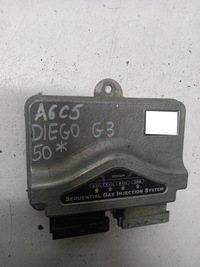 A6C5
DIEGO G3
50*
SEQUENTIAL GAS INJECTION SYSTEM